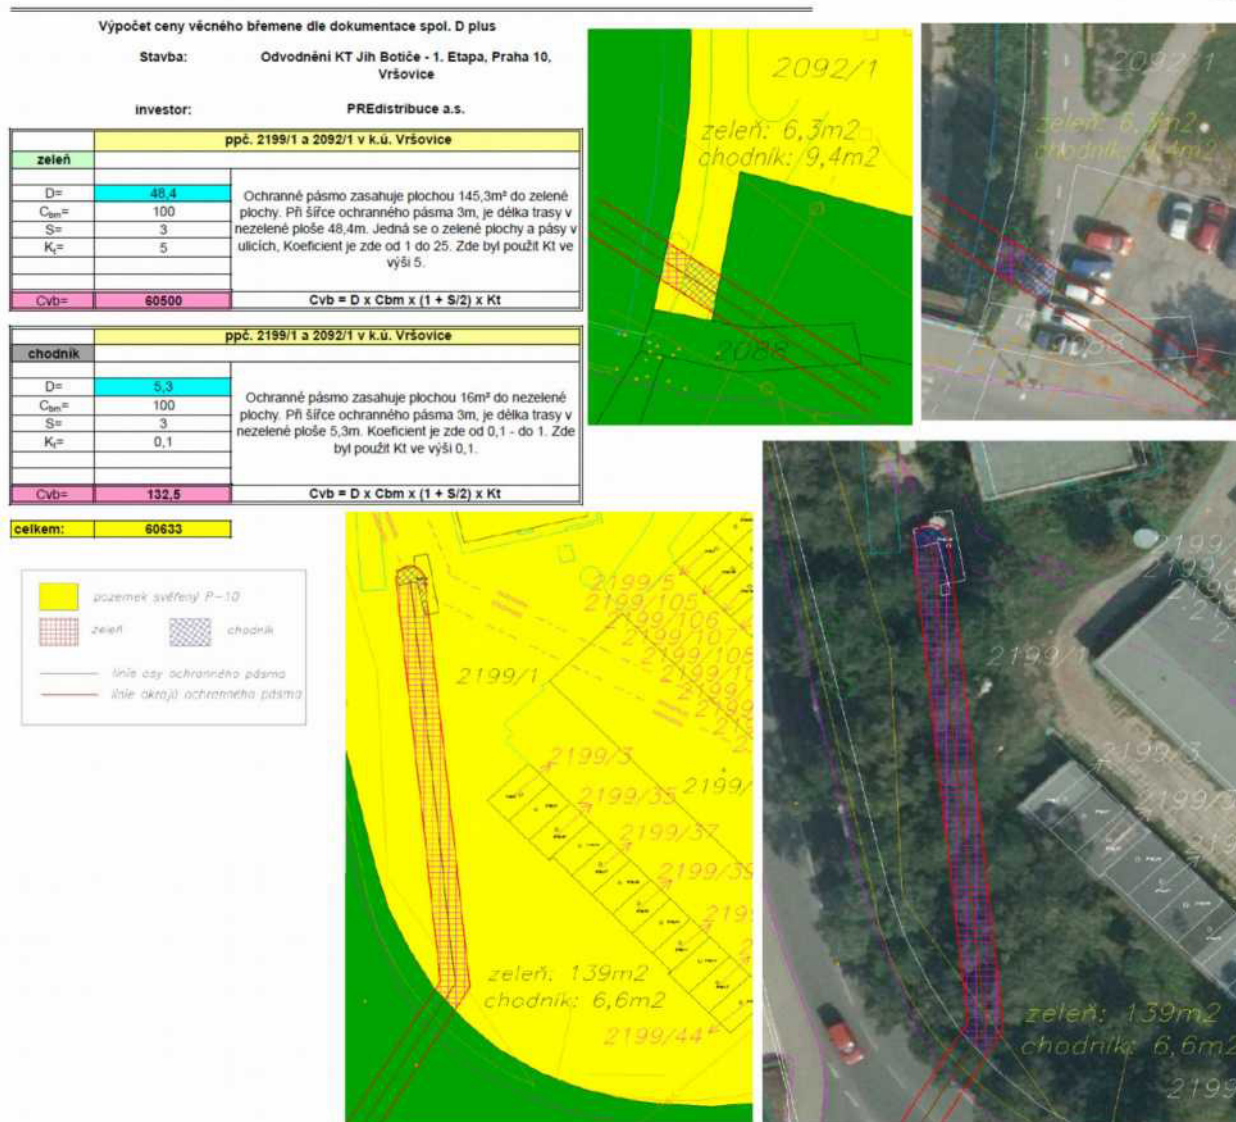 Výpočet ceny věcného břemene dle dokumentace spol. D plus
Stavba:
Odvodnění KT Jih Botiče - 1. Etapa, Praha 10,
Vršovice
investor:
PREdistribuce a.s.
ppč. 2199/1 a 2092/1 v k.ú. Vršovice
zeleň
D= 48,4
Cbm= 100
S= 3
Kt= 5
Ochranné pásmo zasahuje plochou 145,3m² do zelené
plochy. Při šířce ochranného pásma 3m, je délka trasy v
nezelené ploše 48,4m. Jedná se o zelené plochy a pásy v
ulicích, Koeficient je zde od 1 do 25. Zde byl použit Kt ve
výši 5.
Cvb= 60500 Cvb = D x Cbm x (1 + S/2) x Kt
ppč. 2199/1 a 2092/1 v k.ú. Vršovice
chodník
D= 5,3
Cbm= 100
S= 3
Kt= 0,1
Ochranné pásmo zasahuje plochou 16m² do nezelené
plochy. Při šířce ochranného pásma 3m, je délka trasy v
nezelené ploše 5,3m. Koeficient je zde od 0,1 - do 1. Zde
byl použit Kt ve výši 0,1.
Cvb= 132,5 Cvb = D x Cbm x (1 + S/2) x Kt
celkem: 60633
pozemek svěřený P-10
zeleň
chodník
linie osy ochranného pásma
linie okrajů ochranného pásma
2092/1
zeleň: 6,3m2
chodník: 9,4m2
2088
2092/1
zeleň: 6,3m2
2199/5
2199/105
2199/106
2199/107
2199/108
2199/1
2199/3
2199/35
2199/37
2199/39
zeleň: 139m2
chodník: 6,6m2
2199/44
2199/3
zeleň: 139m2
chodník: 6,6m2